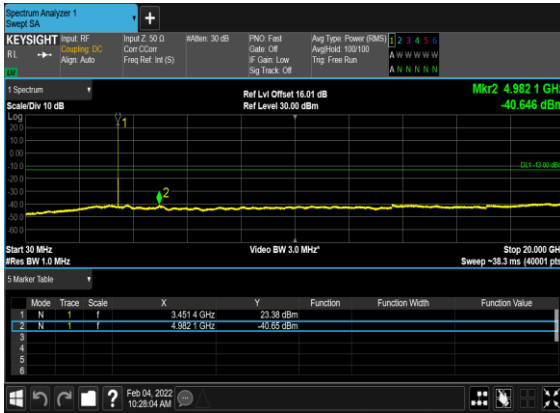 Spectrum Analyzer 1
Swept SA
+
KEYSIGHT Input: RF Input Z: 50 Ω #Atten: 30 dB PNO: Fast Avg Type: Power (RMS) 1 2 3 4 5 6
RL Coupling: DC Corr CCorr Gate: Off Avg|Hold: 100/100 A W W W W W
Align: Auto Freq Ref: Int (S) IF Gain: Low Trig: Free Run
LXI Sig Track: Off A N N N N N
1 Spectrum Ref Lvl Offset 16.01 dB Mkr2 4.982 1 GHz
Scale/Div 10 dB Ref Level 30.00 dBm -40.646 dBm
Log
20.0
10.0
0.00
-10.0
-20.0
-30.0
-40.0
-50.0
-60.0
1
2
DL1 -13.00 dBm
Start 30 MHz Video BW 3.0 MHz* Stop 20.000 GHz
#Res BW 1.0 MHz Sweep ~38.3 ms (40001 pts)
5 Marker Table
Mode Trace Scale X Y Function Function Width Function Value
1 N 1 f 3.451 4 GHz 23.38 dBm
2 N 1 f 4.982 1 GHz -40.65 dBm
3
4
5
6
? Feb 04, 2022
10:28:04 AM